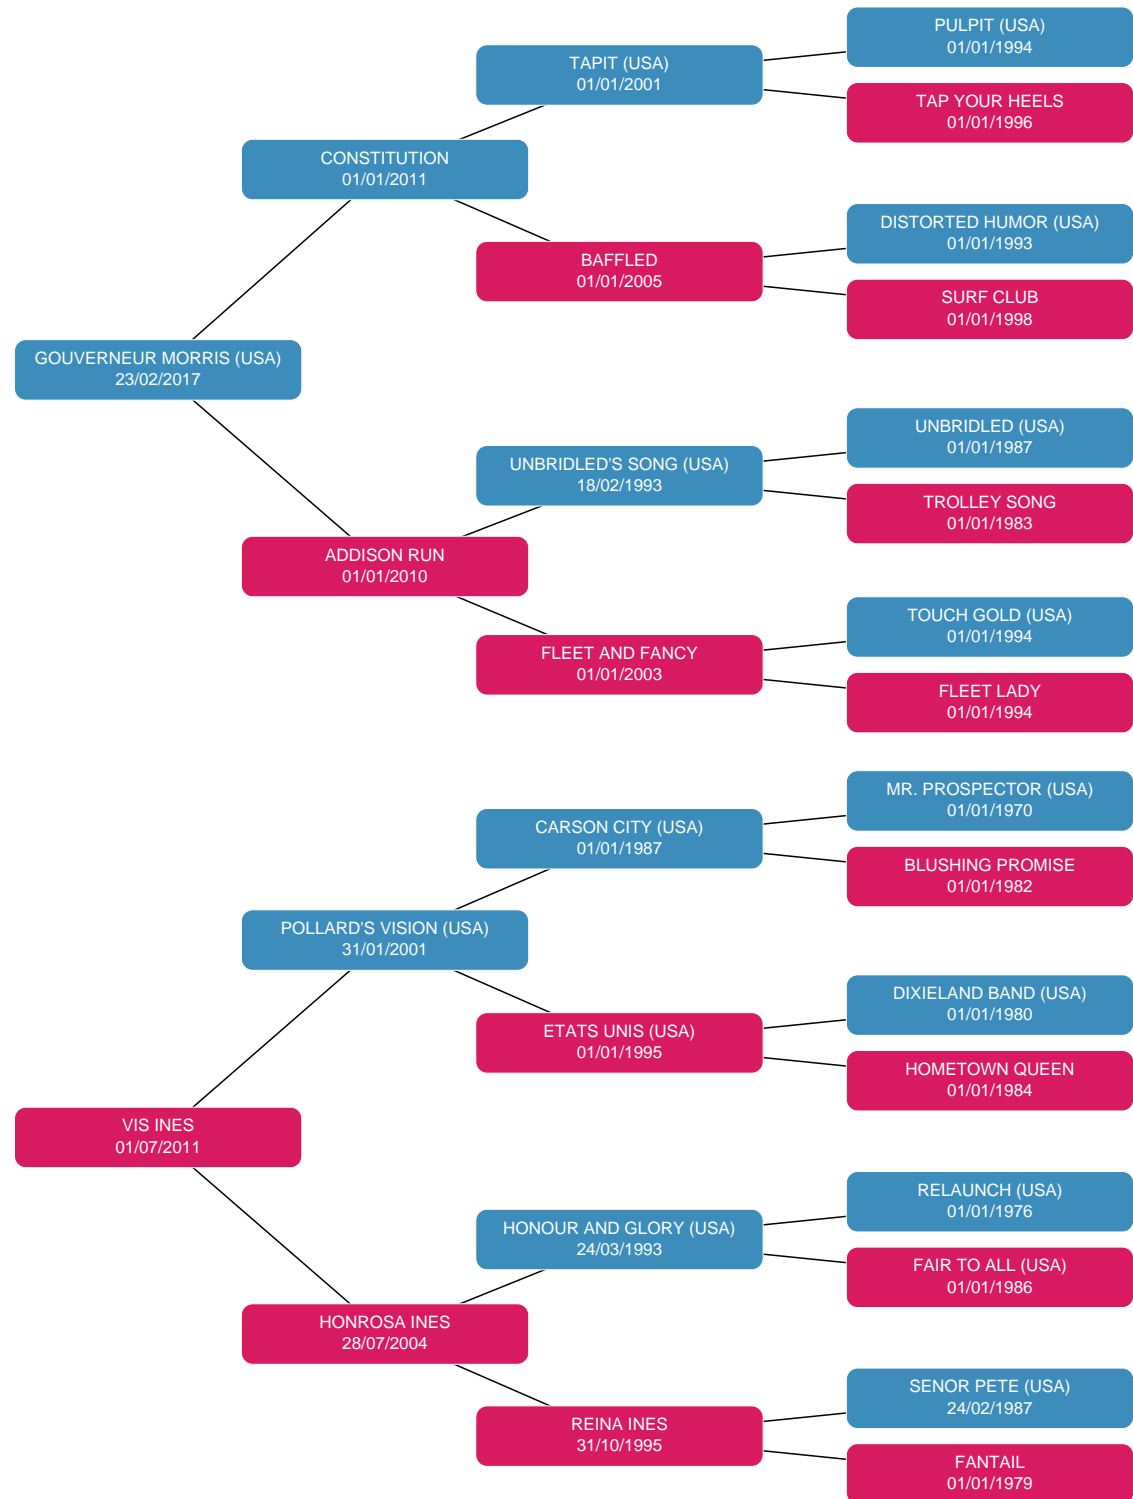 PULPIT (USA)
01/01/1994
TAPIT (USA)
01/01/2001
TAP YOUR HEELS
01/01/1996
CONSTITUTION
01/01/2011
DISTORTED HUMOR (USA)
01/01/1993
BAFFLED
01/01/2005
SURF CLUB
01/01/1998
GOUVERNEUR MORRIS (USA)
23/02/2017
UNBRIDLED (USA)
01/01/1987
UNBRIDLED'S SONG (USA)
18/02/1993
TROLLEY SONG
01/01/1983
ADDISON RUN
01/01/2010
TOUCH GOLD (USA)
01/01/1994
FLEET AND FANCY
01/01/2003
FLEET LADY
01/01/1994
MR. PROSPECTOR (USA)
01/01/1970
CARSON CITY (USA)
01/01/1987
BLUSHING PROMISE
01/01/1982
POLLARD'S VISION (USA)
31/01/2001
DIXIELAND BAND (USA)
01/01/1980
ETATS UNIS (USA)
01/01/1995
HOMETOWN QUEEN
01/01/1984
VIS INES
01/07/2011
RELAUNCH (USA)
01/01/1976
HONOUR AND GLORY (USA)
24/03/1993
FAIR TO ALL (USA)
01/01/1986
HONROSA INES
28/07/2004
SENOR PETE (USA)
24/02/1987
REINA INES
31/10/1995
FANTAIL
01/01/1979